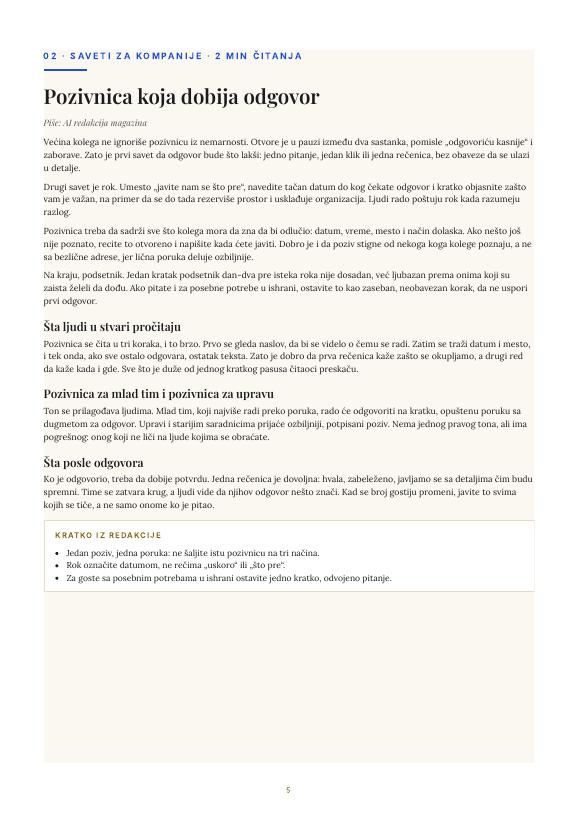 02 · SAVETI ZA KOMPANIJE · 2 MIN ČITANJA
Pozivnica koja dobija odgovor
Piše: AI redakcija magazina
Većina kolega ne ignoriše pozivnicu iz nemarnosti. Otvore je u pauzi između dva sastanka, pomisle „odgovoriću kasnije“ i
zaborave. Zato je prvi savet da odgovor bude što lakši: jedno pitanje, jedan klik ili jedna rečenica, bez obaveze da se ulazi
u detalje.
Drugi savet je rok. Umesto „javite nam se što pre“, navedite tačan datum do kog čekate odgovor i kratko objasnite zašto
vam je važan, na primer da se do tada rezerviše prostor i usklađuje organizacija. Ljudi rado poštuju rok kada razumeju
razlog.
Pozivnica treba da sadrži sve što kolega mora da zna da bi odlučio: datum, vreme, mesto i način dolaska. Ako nešto još
nije poznato, recite to otvoreno i napišite kada ćete javiti. Dobro je i da poziv stigne od nekoga koga kolege poznaju, a ne
sa bezlične adrese, jer lična poruka deluje ozbiljnije.
Na kraju, podsetnik. Jedan kratak podsetnik dan-dva pre isteka roka nije dosadan, već ljubazan prema onima koji su
zaista želeli da dođu. Ako pitate i za posebne potrebe u ishrani, ostavite to kao zaseban, neobavezan korak, da ne uspori
prvi odgovor.
Šta ljudi u stvari pročitaju
Pozivnica se čita u tri koraka, i to brzo. Prvo se gleda naslov, da bi se videlo o čemu se radi. Zatim se traži datum i mesto,
i tek onda, ako sve ostalo odgovara, ostatak teksta. Zato je dobro da prva rečenica kaže zašto se okupljamo, a drugi red
da kaže kada i gde. Sve što je duže od jednog kratkog pasusa čitaoci preskaču.
Pozivnica za mlad tim i pozivnica za upravu
Ton se prilagođava ljudima. Mlad tim, koji najviše radi preko poruka, rado će odgovoriti na kratku, opuštenu poruku sa
dugmetom za odgovor. Upravi i starijim saradnicima prijaće ozbiljniji, potpisani poziv. Nema jednog pravog tona, ali ima
pogrešnog: onog koji ne liči na ljude kojima se obraćate.
Šta posle odgovora
Ko je odgovorio, treba da dobije potvrdu. Jedna rečenica je dovoljna: hvala, zabeleženo, javljamo se sa detaljima čim budu
spremni. Time se zatvara krug, a ljudi vide da njihov odgovor nešto znači. Kad se broj gostiju promeni, javite to svima
kojih se tiče, a ne samo onome ko je pitao.
KRATKO IZ REDAKCIJE
• Jedan poziv, jedna poruka: ne šaljite istu pozivnicu na tri načina.
• Rok označite datumom, ne rečima „uskoro“ ili „što pre“.
• Za goste sa posebnim potrebama u ishrani ostavite jedno kratko, odvojeno pitanje.
5